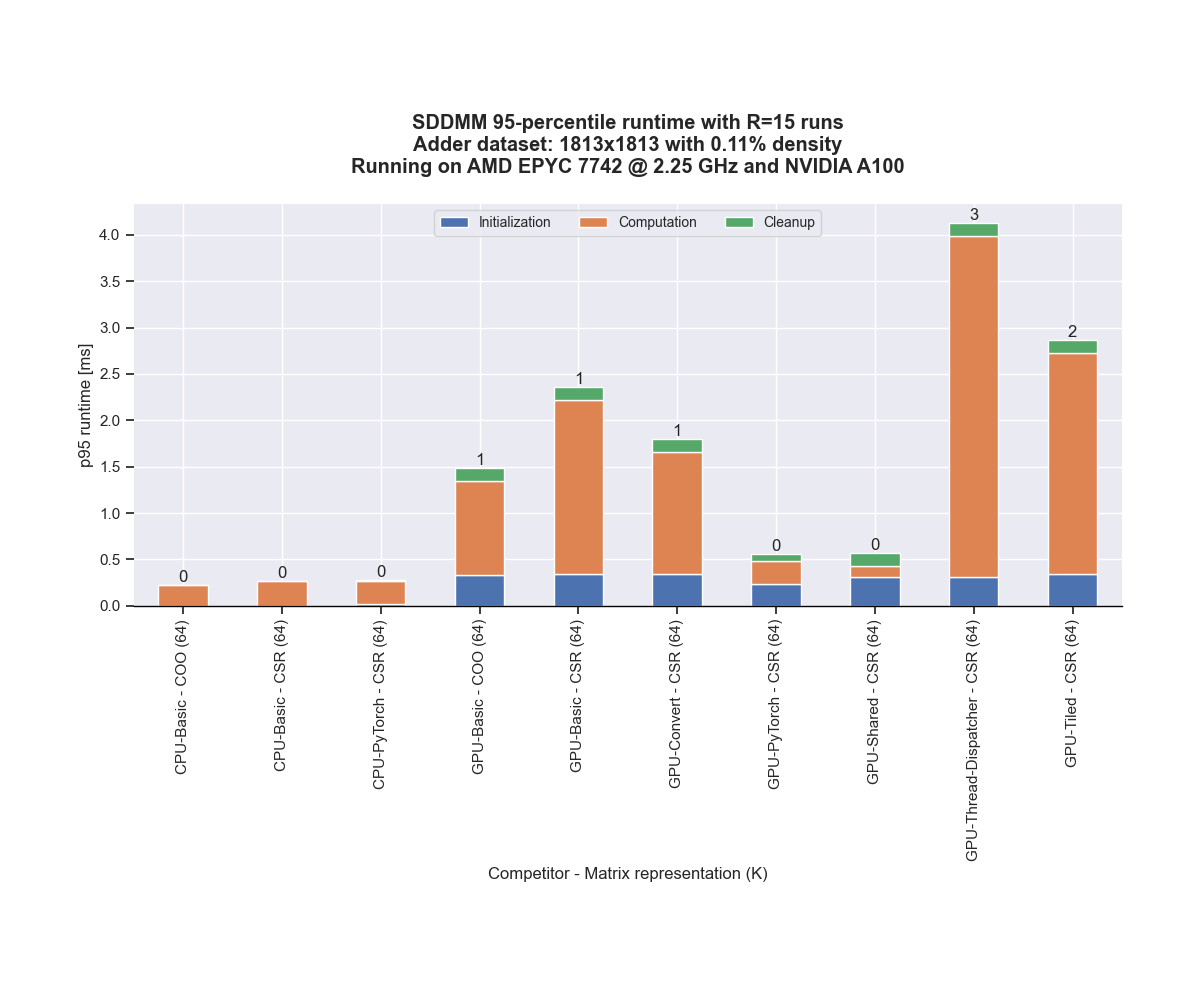 SDDMM 95-percentile runtime with R=15 runs
Adder dataset: 1813x1813 with 0.11% density
Running on AMD EPYC 7742 @ 2.25 GHz and NVIDIA A100
Initialization Computation Cleanup
p95 runtime [ms]
4.0
3.5
3.0
2.5
2.0
1.5
1.0
0.5
0.0
0 0 0 1 1 1 0 0 3 2
CPU-Basic - COO (64)
CPU-Basic - CSR (64)
CPU-PyTorch - CSR (64)
GPU-Basic - COO (64)
GPU-Basic - CSR (64)
GPU-Convert - CSR (64)
GPU-PyTorch - CSR (64)
GPU-Shared - CSR (64)
GPU-Thread-Dispatcher - CSR (64)
GPU-Tiled - CSR (64)
Competitor - Matrix representation (K)